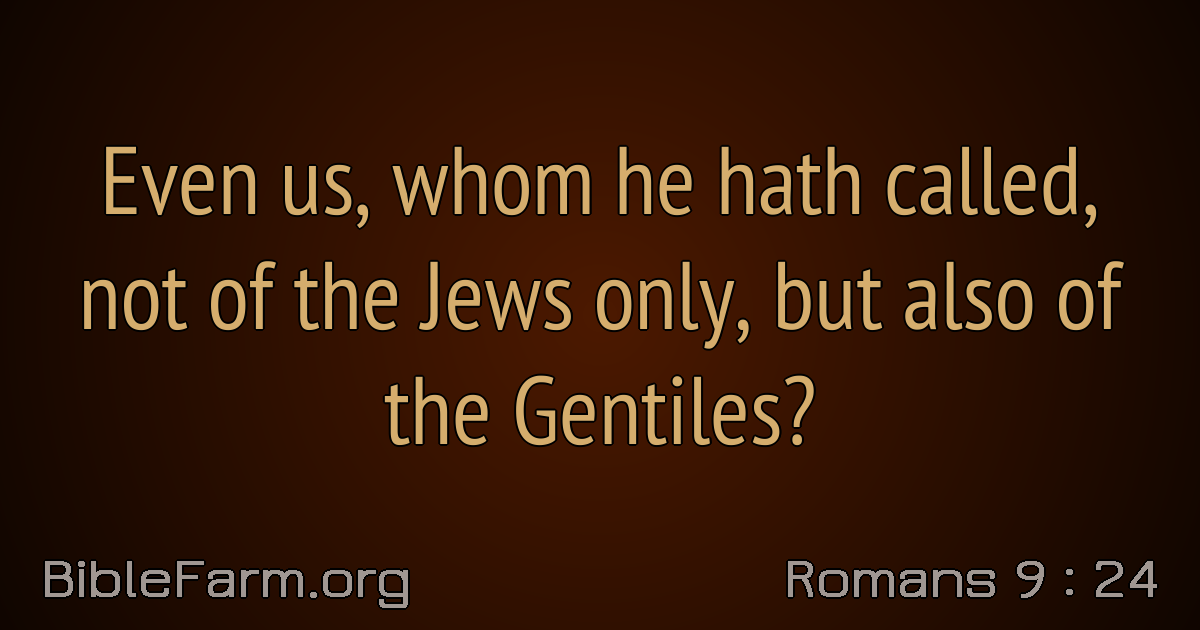 Even us, whom he hath called,
not of the Jews only, but also of
the Gentiles?
BibleFarm.org
Romans 9 : 24